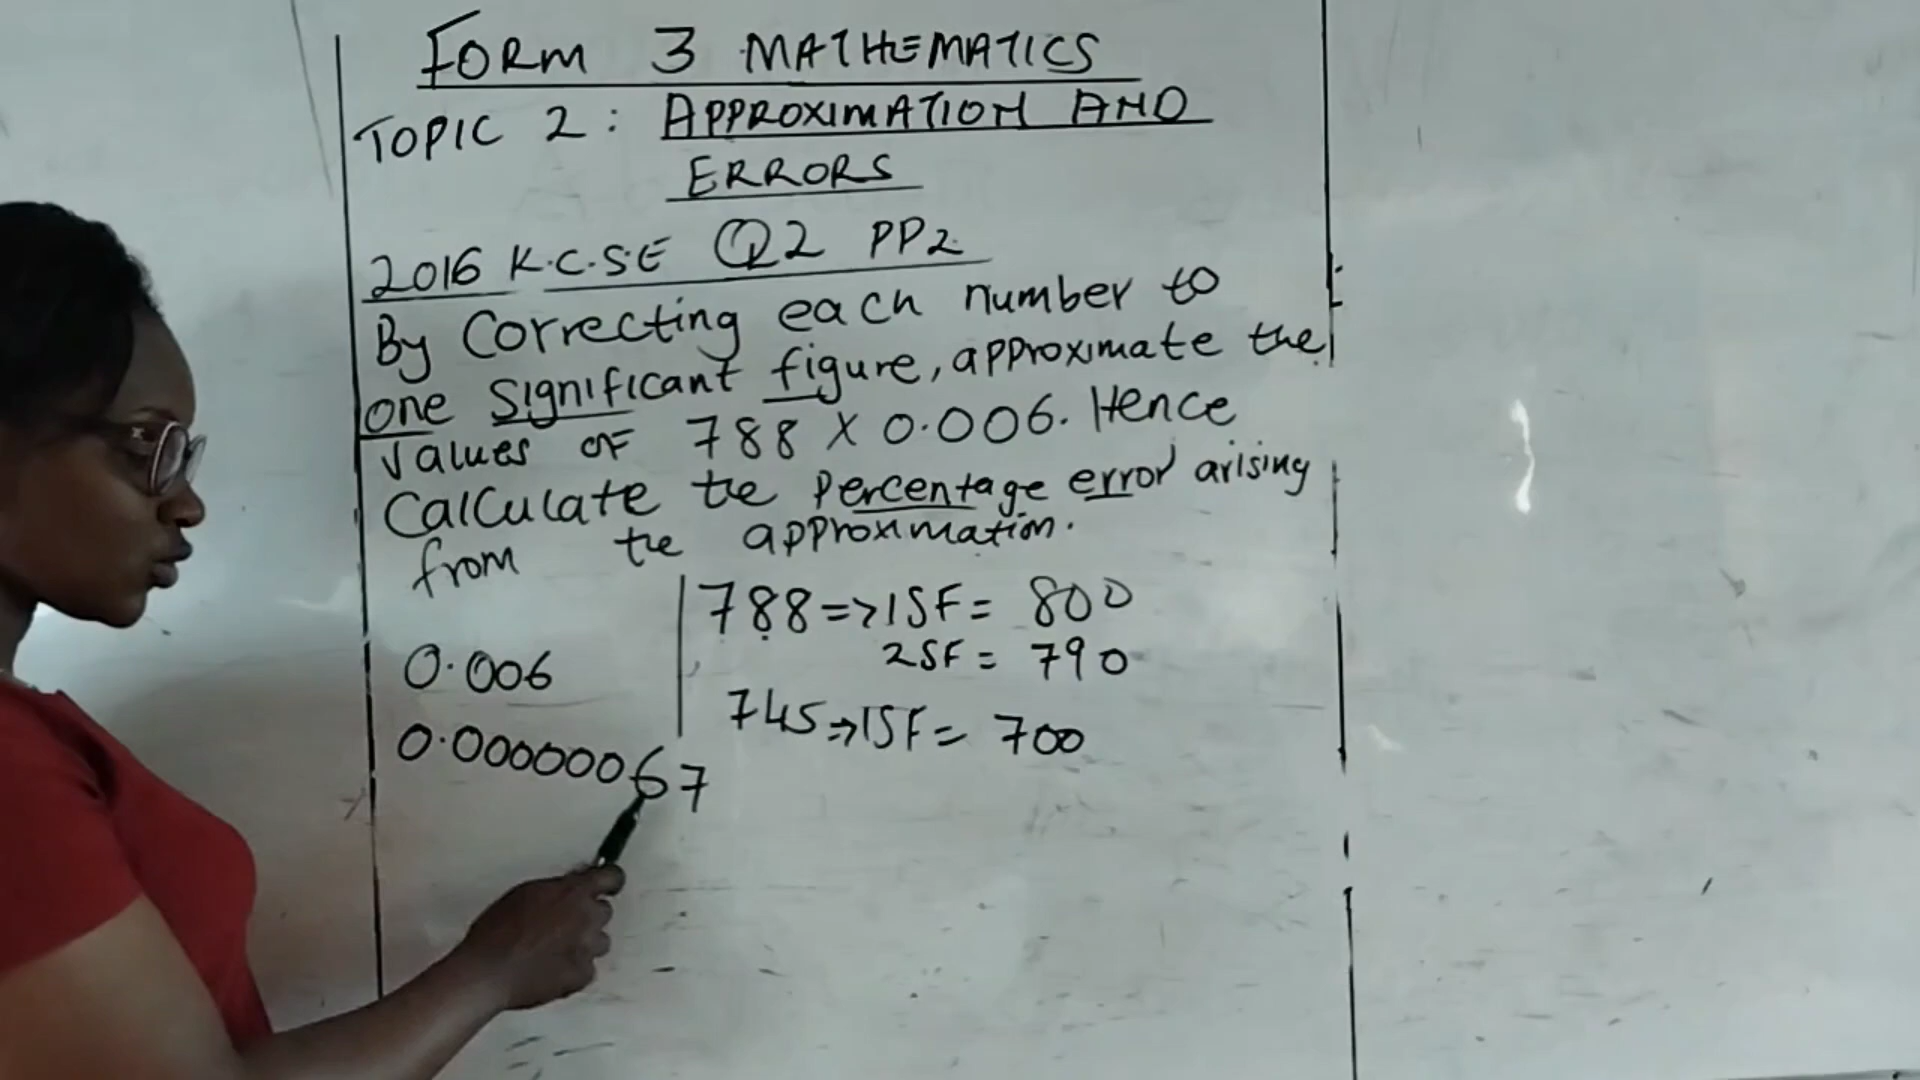 FORM 3 MATHEMATICS
TOPIC 2: APPROXIMATION AND
ERRORS
2016 K.C.S.E Q2 PP2
By Correcting each number to
one significant figure, approximate the
values of 788 X 0.006. Hence
Calculate the percentage error arising
from the approximation.
788 => 1SF = 800
2SF = 790
745 => 1SF = 700
0.006
0.00000067